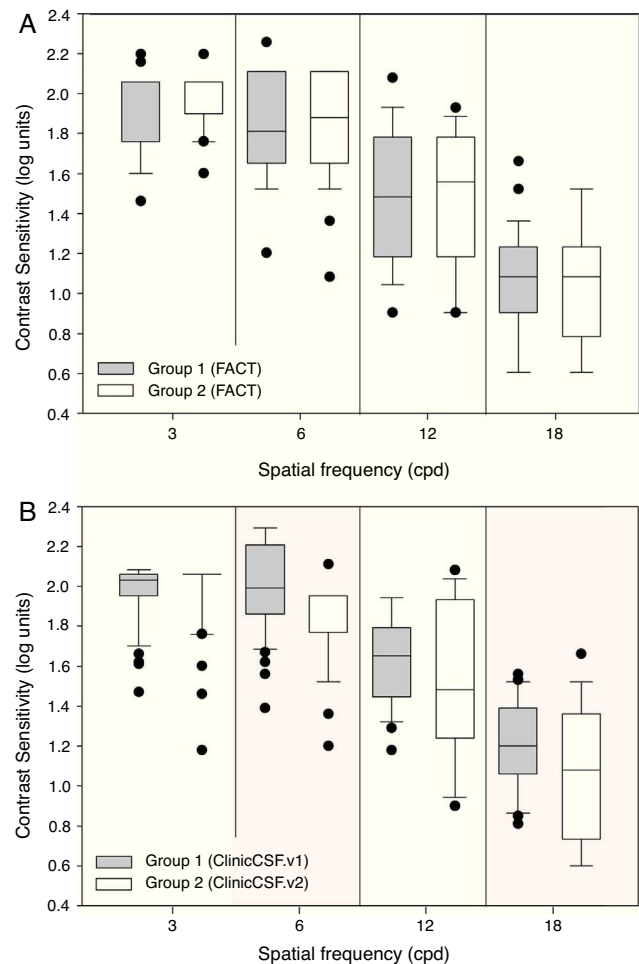 A
Contrast Sensitivity (log units)
2.4
2.2
2.0
1.8
1.6
1.4
1.2
1.0
0.8
0.6
0.4
Group 1 (FACT)
Group 2 (FACT)
3 6 12 18
Spatial frequency (cpd)
B
Contrast Sensitivity (log units)
2.4
2.2
2.0
1.8
1.6
1.4
1.2
1.0
0.8
0.6
0.4
Group 1 (ClinicCSF.v1)
Group 2 (ClinicCSF.v2)
3 6 12 18
Spatial frequency (cpd)